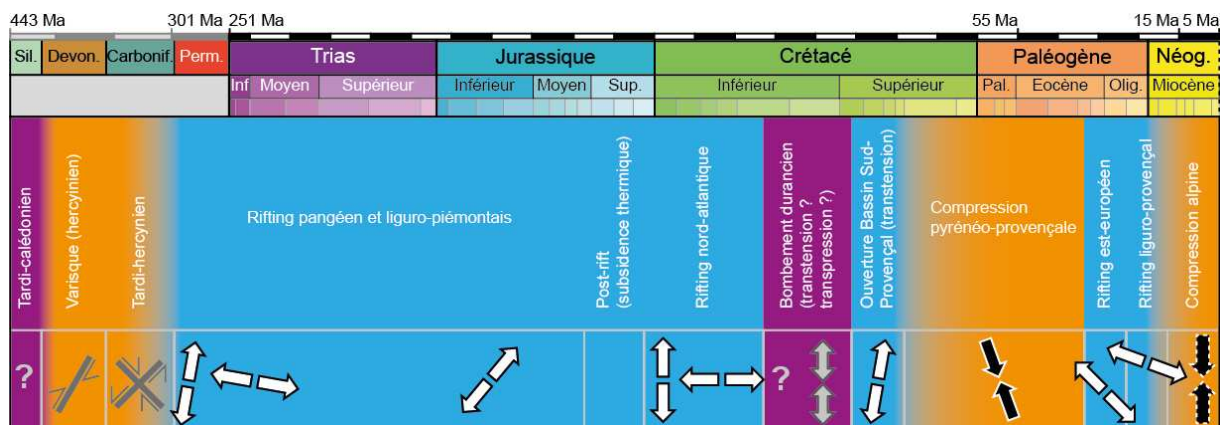 443 Ma 301 Ma 251 Ma 55 Ma 15 Ma 5 Ma
Sil. Devon. Carbonif. Perm. Trias Jurassique Crétacé Paléogène Néog.
Inf Moyen Supérieur Inférieur Moyen Sup. Inférieur Supérieur Pal. Eocène Olig. Miocène
Tardi-calédonien
Varisque (hercyinien)
Tardi-hercynien
Rifting pangéen et liguro-piémontais
Post-rift
(subsidence thermique)
Rifting nord-atlantique
Bombement durancien
(transtension ?
transpression ?)
Ouverture Bassin Sud-
Provençal (transtension)
Compression
pyrénéo-provençale
Rifting est-européen
Rifting liguro-provençal
Compression alpine
? ?